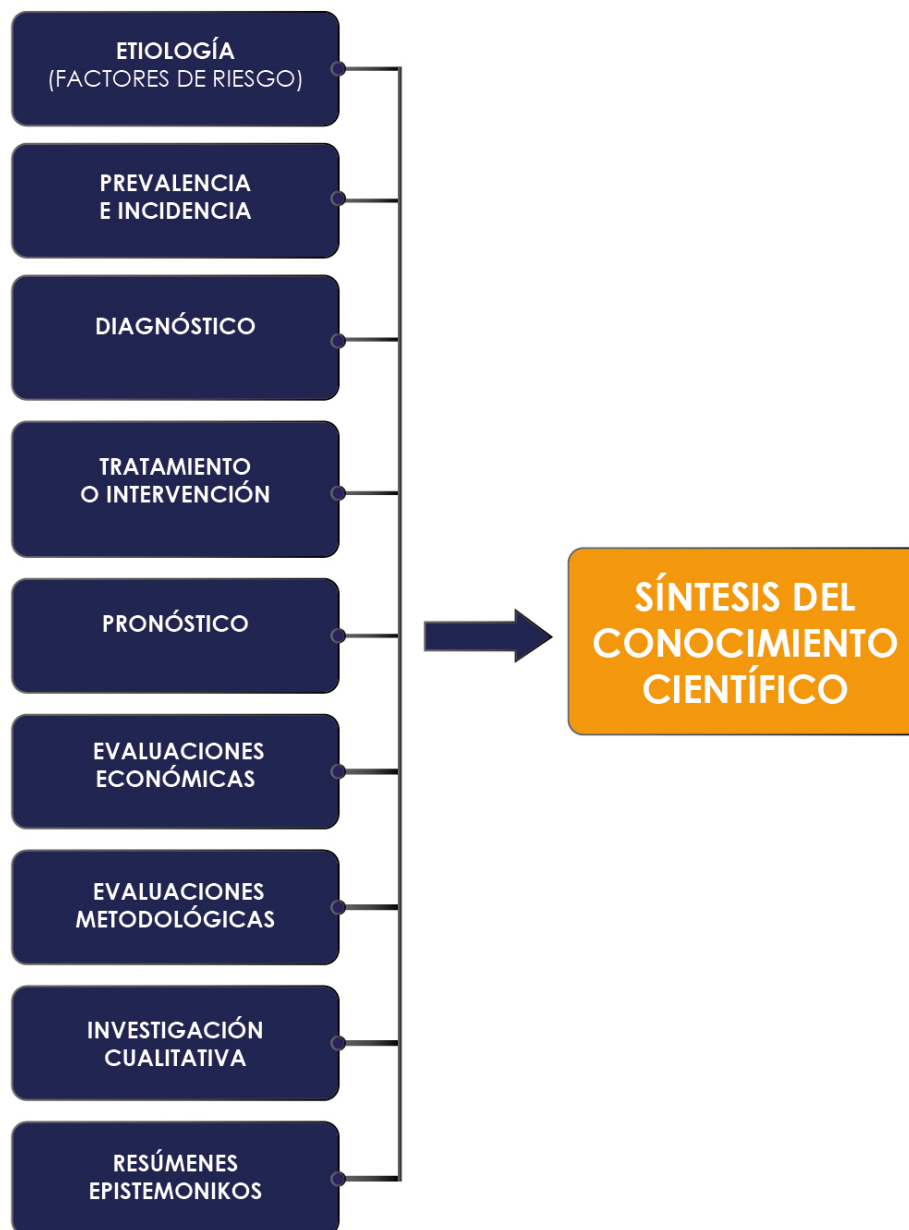 ETIOLOGÍA
(FACTORES DE RIESGO)
PREVALENCIA
E INCIDENCIA
DIAGNÓSTICO
TRATAMIENTO
O INTERVENCIÓN
PRONÓSTICO
EVALUACIONES
ECONÓMICAS
EVALUACIONES
METODOLÓGICAS
INVESTIGACIÓN
CUALITATIVA
RESÚMENES
EPISTEMONIKOS
SÍNTESIS DEL
CONOCIMIENTO
CIENTÍFICO